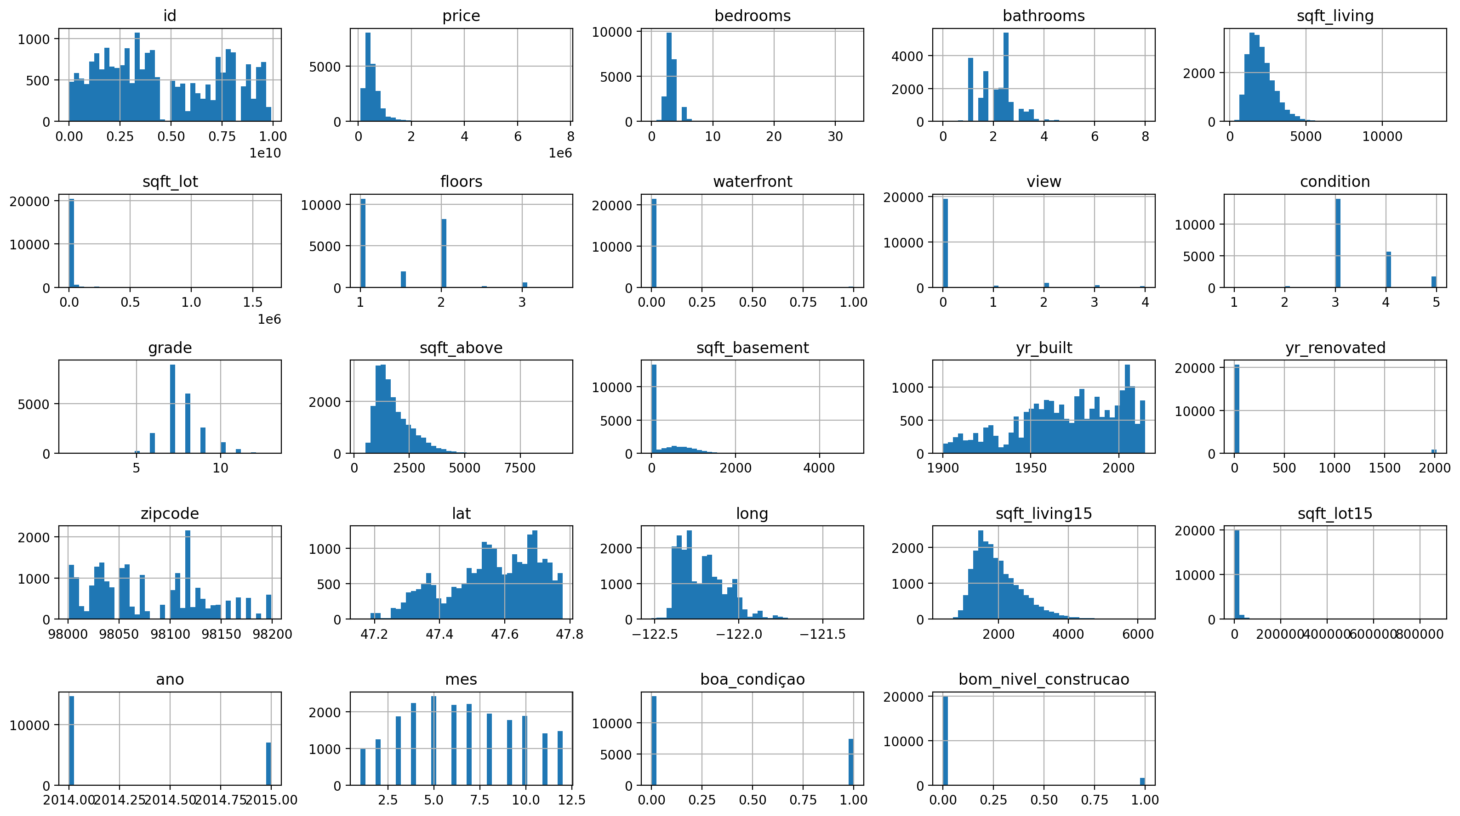 id price bedrooms bathrooms sqft_living
1000 500 0
5000 0
10000 5000 0
4000 2000 0
2000 0
0.00 0.25 0.50 0.75 1.00
1e10
0 2 4 6 8
1e6
0 10 20 30
0 2 4 6 8
0 5000 10000
sqft_lot floors waterfront view condition
20000 10000 0
10000 5000 0
20000 10000 0
20000 10000 0
10000 5000 0
0.0 0.5 1.0 1.5
1e6
1 2 3
0.00 0.25 0.50 0.75 1.00
0 1 2 3 4
1 2 3 4 5
grade sqft_above sqft_basement yr_built yr_renovated
5000 0
2000 0
10000 5000 0
1000 500 0
20000 10000 0
5 10
0 2500 5000 7500
0 2000 4000
1900 1950 2000
0 500 1000 1500 2000
zipcode lat long sqft_living15 sqft_lot15
2000 1000 0
1000 500 0
2000 1000 0
2000 1000 0
20000 10000 0
98000 98050 98100 98150 98200
47.2 47.4 47.6 47.8
−122.5 −122.0 −121.5
2000 4000 6000
0 200000 400000 600000 800000
ano mes boa_condiçao bom_nivel_construcao
10000 0
2000 1000 0
10000 5000 0
20000 10000 0
2014.00 2014.25 2014.50 2014.75 2015.00
2.5 5.0 7.5 10.0 12.5
0.00 0.25 0.50 0.75 1.00
0.00 0.25 0.50 0.75 1.00